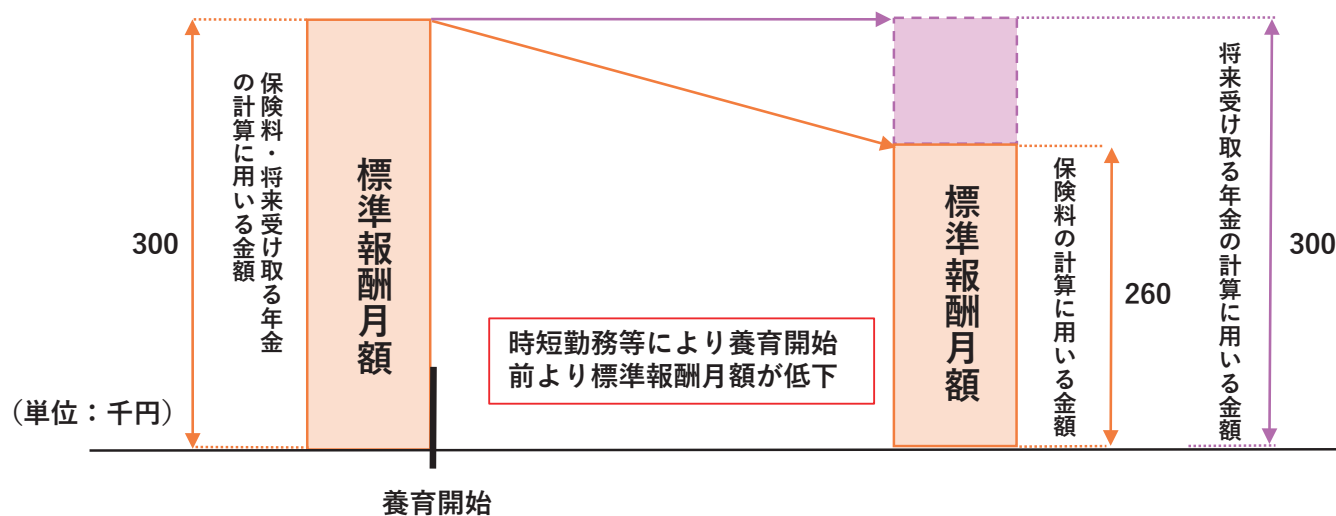 300
保険料・将来受け取る年金
の計算に用いる金額
標準報酬月額
(単位：千円)
養育開始
時短勤務等により養育開始
前より標準報酬月額が低下
標準報酬月額
保険料の計算に用いる金額
260
将来受け取る年金の計算に用いる金額
300